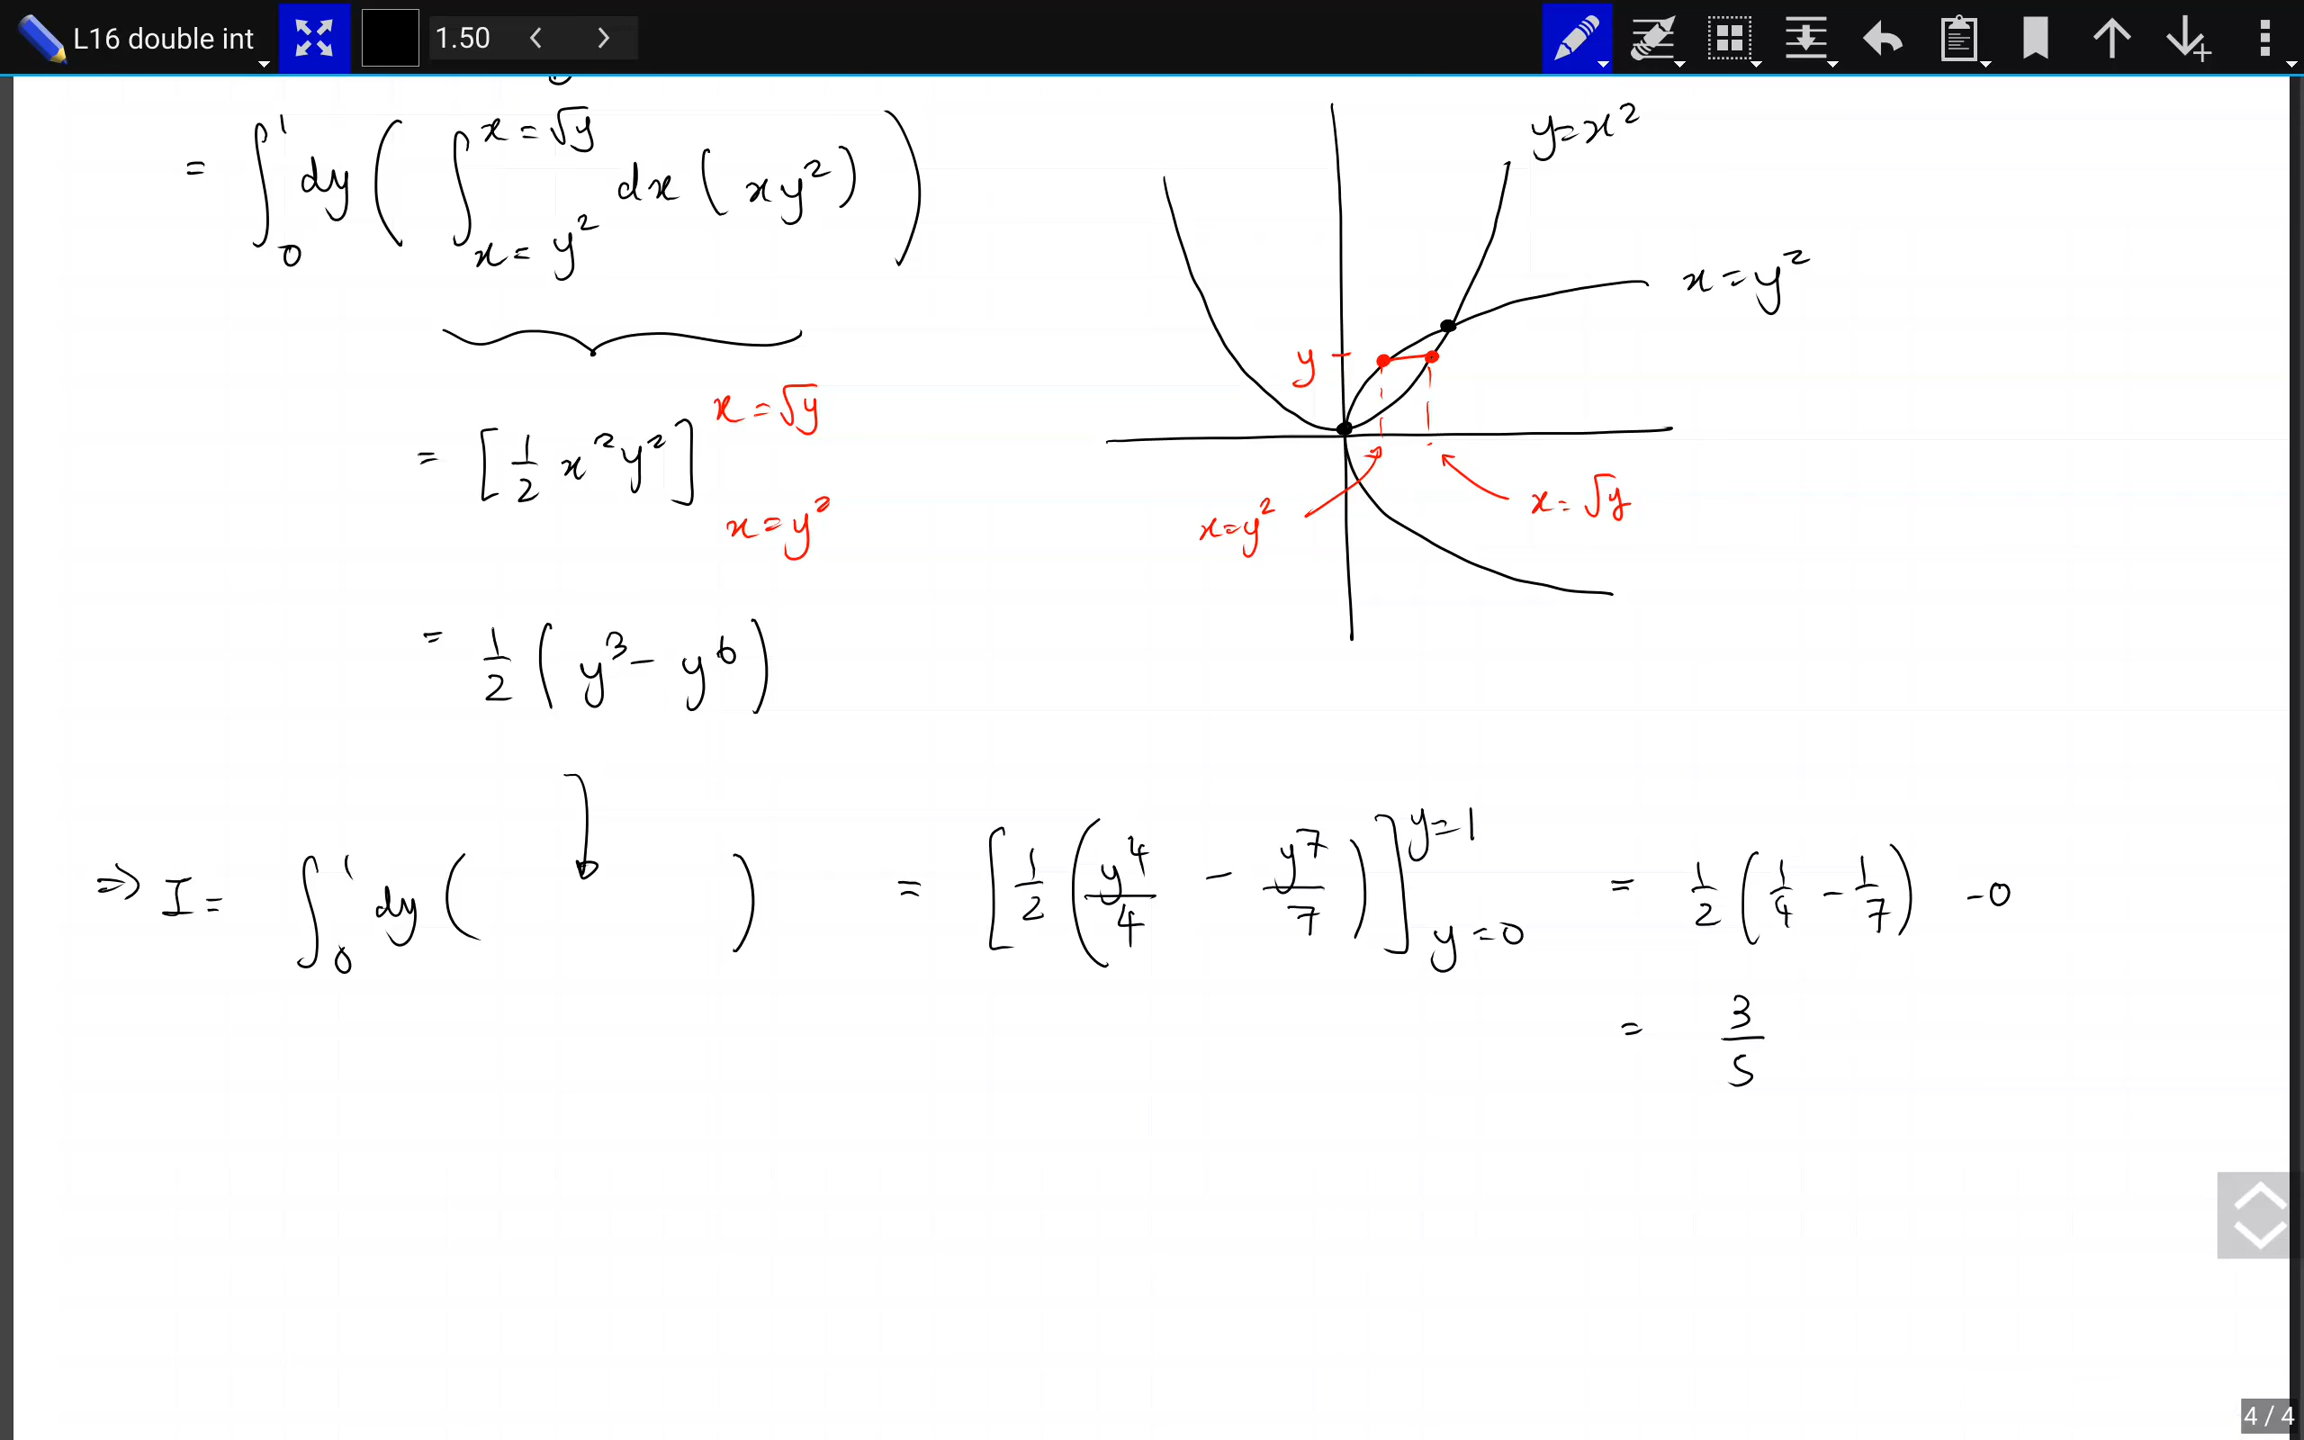 L16 double int 1.50
= ∫₀¹ dy ( ∫_{x=y²}^{x=√y} dx (xy²) )
y=x²
x=y²
y
x=y²
x=√y
= [½ x²y²]_{x=y²}^{x=√y}
= ½ (y³ − y⁶)
⇒ I = ∫₀¹ dy ( ) = [½ (y⁴/4 − y⁷/7)]_{y=0}^{y=1} = ½ (¼ − 1/7) − 0
= 3/5
4 / 4